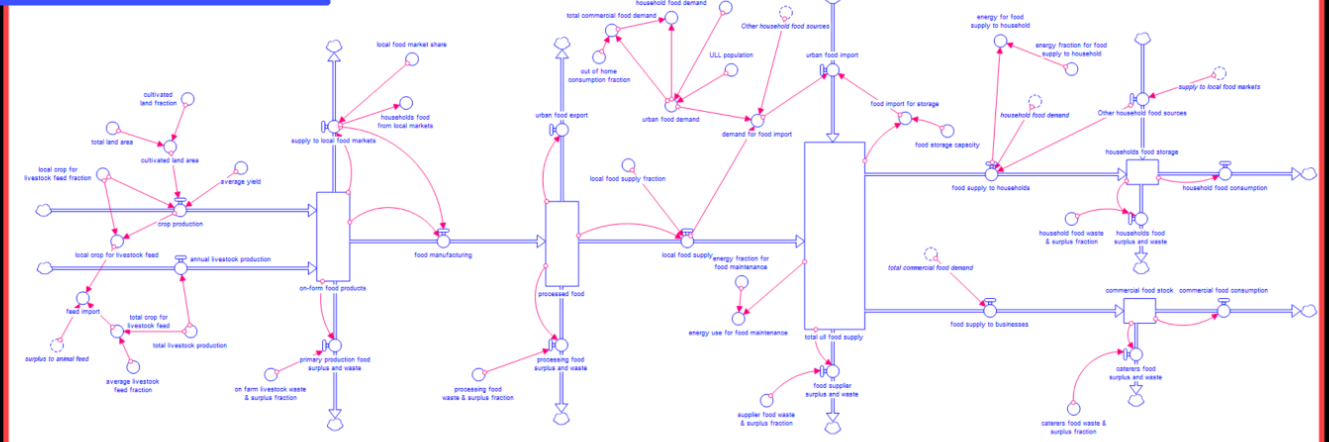 household food demand
total commercial food demand
Other household food sources
out of home
consumption fraction
ULL population
urban food demand
demand for food import
urban food import
energy for food
supply to household
energy fraction for food
supply to household
supply to local food markets
household food demand
Other household food sources
food import for storage
food storage capacity
local food market share
households food
from local markets
supply to local food markets
urban food export
cultivated
land fraction
total land area
cultivated land area
local crop for
livestock feed fraction
average yield
crop production
local crop for livestock feed
annual livestock production
feed import
total crop for
livestock feed
total livestock production
surplus to animal feed
average livestock
feed fraction
on-form food products
food manufacturing
primary production food
surplus and waste
on farm livestock waste
& surplus fraction
processed food
processing food
surplus and waste
processing food
waste & surplus fraction
local food supply fraction
local food supply
energy fraction for
food maintenance
energy use for food maintenance
total ull food supply
food supplier
surplus and waste
supplier food waste
& surplus fraction
food supply to households
households food storage
household food consumption
household food waste
& surplus fraction
households food
surplus and waste
total commercial food demand
food supply to businesses
commercial food stock
commercial food consumption
caterers food
surplus and waste
caterers food waste &
surplus fraction